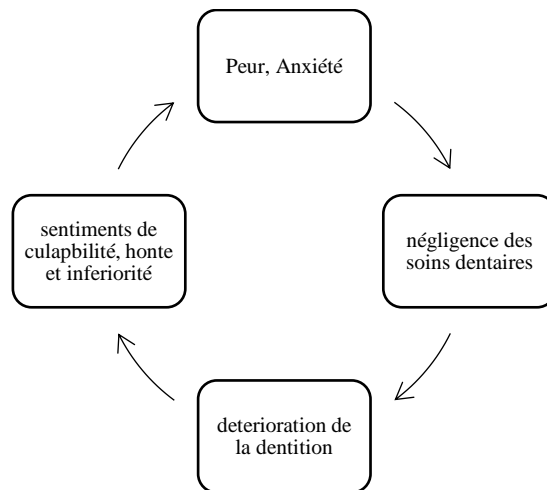 Peur, Anxiété
négligence des
soins dentaires
deterioration de
la dentition
sentiments de
culapbilité, honte
et inferiorité